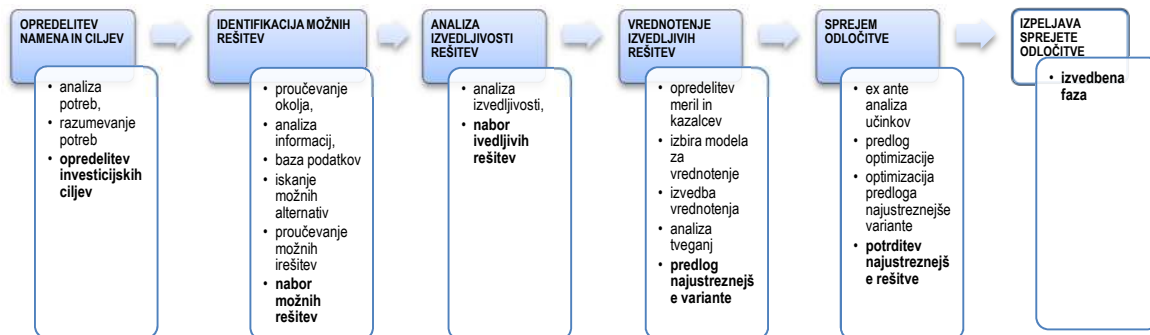 OPREDELITEV
NAMENA IN CILJEV
• analiza
potreb,
• razumevanje
potreb
• opredelitev
investicijskih
ciljev
IDENTIFIKACIJA MOŽNIH
REŠITEV
• proučevanje
okolja,
• analiza
informacij,
• baza podatkov
• iskanje
možnih
alternativ
• proučevanje
možnih
irešitev
• nabor
možnih
rešitev
ANALIZA
IZVEDLJIVOSTI
REŠITEV
• analiza
izvedljivosti,
• nabor
ivedljivih
rešitev
VREDNOTENJE
IZVEDLJIVIH
REŠITEV
• opredelitev
meril in
kazalcev
• izbira modela
za
vrednotenje
• izvedba
vrednotenja
• analiza
tveganj
• predlog
najustreznejš
e variante
SPREJEM
ODLOČITVE
• ex ante
analiza
učinkov
• predlog
optimizacije
• optimizacija
predloga
najustreznejše
variante
• potrditev
najustreznejš
e rešitve
IZPELJAVA
SPREJETE
ODLOČITVE
• izvedbena
faza